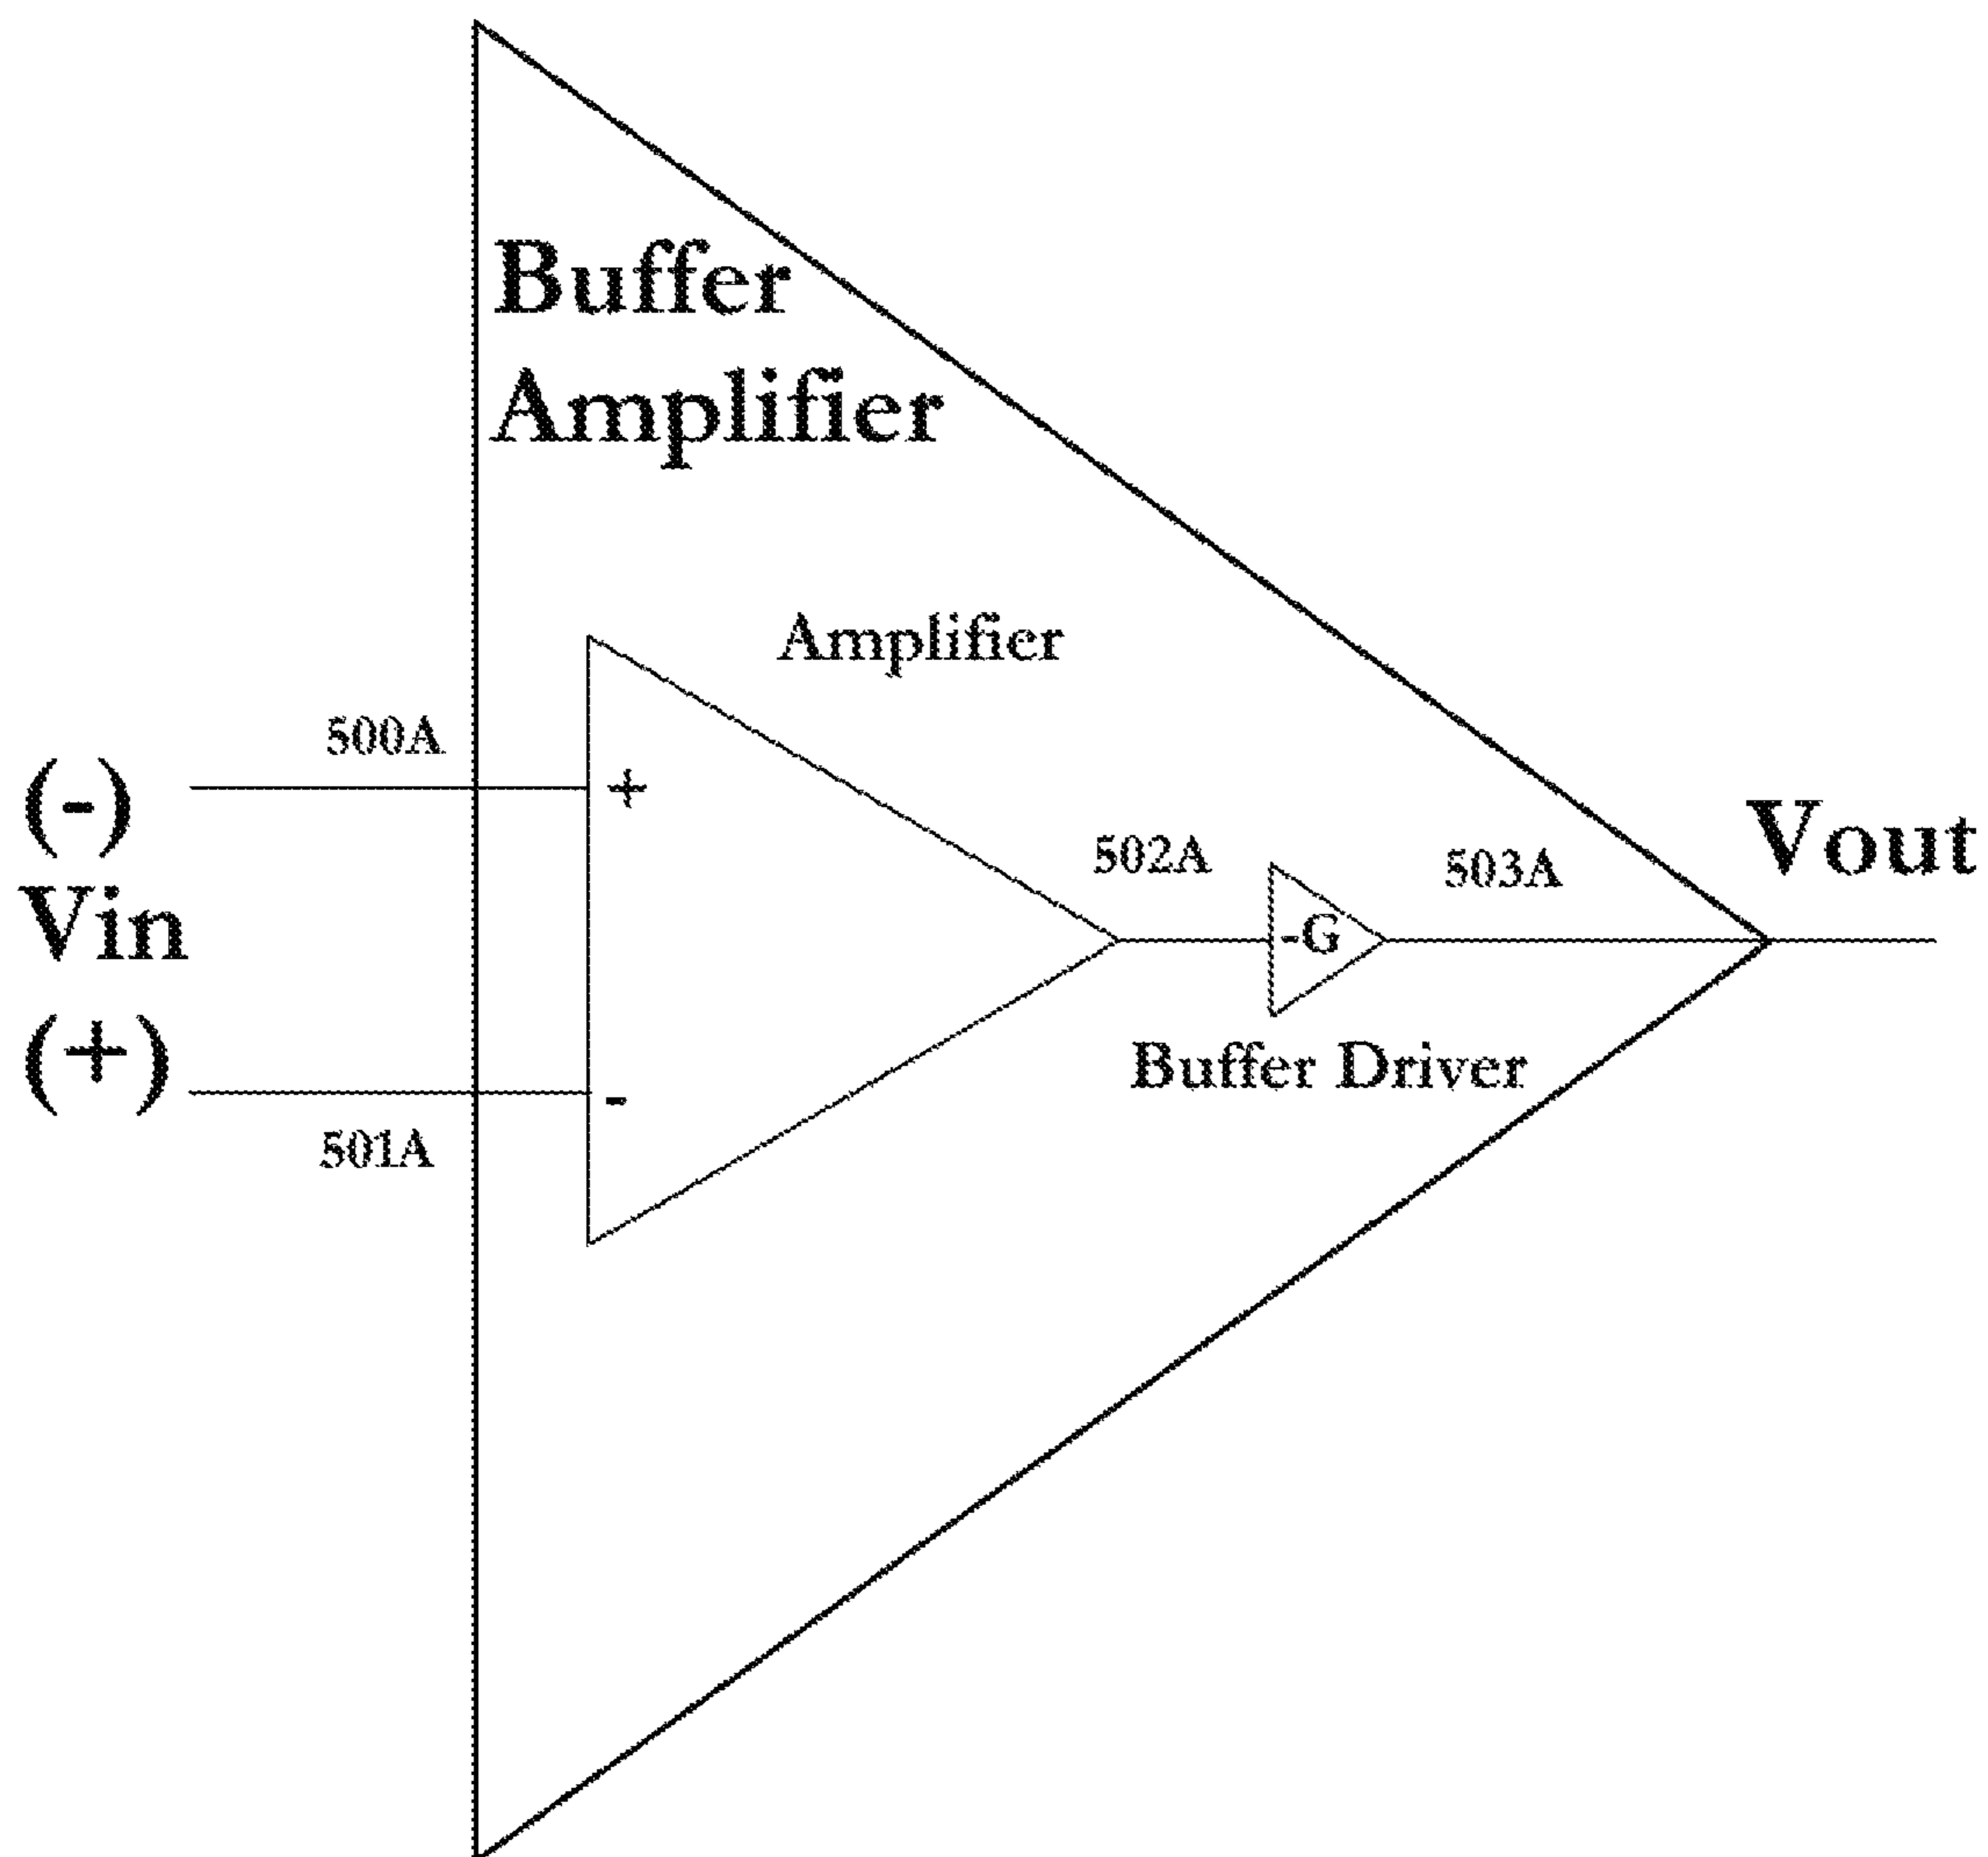 Buffer
Amplifier
Amplifier
500A
(-)
+
Vin
502A
503A
Vout
-G
(+)
-
Buffer Driver
501A